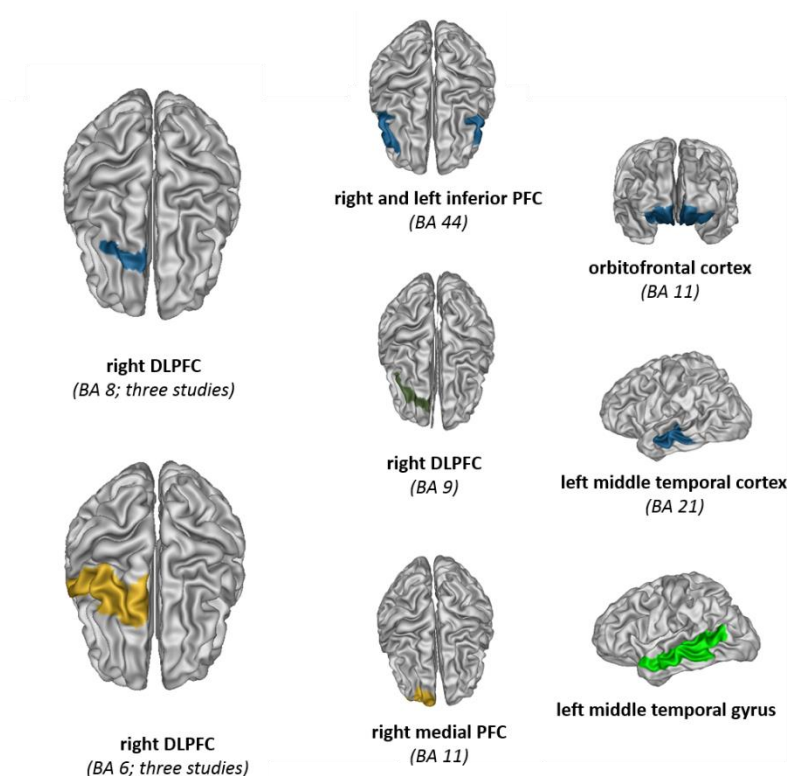 right and left inferior PFC
(BA 44)
orbitofrontal cortex
(BA 11)
right DLPFC
(BA 8; three studies)
right DLPFC
(BA 9)
left middle temporal cortex
(BA 21)
right DLPFC
(BA 6; three studies)
right medial PFC
(BA 11)
left middle temporal gyrus